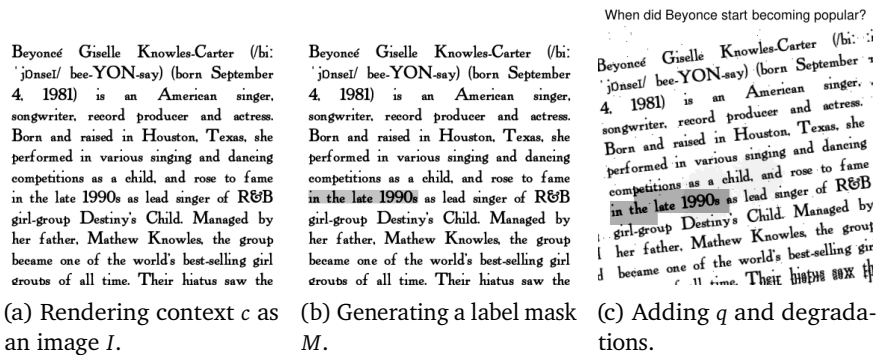 Beyoncé Giselle Knowles-Carter (/biː
ˈjɒnseɪ/ bee-YON-say) (born September
4, 1981) is an American singer,
songwriter, record producer and actress.
Born and raised in Houston, Texas, she
performed in various singing and dancing
competitions as a child, and rose to fame
in the late 1990s as lead singer of R&B
girl-group Destiny's Child. Managed by
her father, Mathew Knowles, the group
became one of the world's best-selling girl
groups of all time. Their hiatus saw the
(a) Rendering context c as
an image I.
Beyoncé Giselle Knowles-Carter (/biː
ˈjɒnseɪ/ bee-YON-say) (born September
4, 1981) is an American singer,
songwriter, record producer and actress.
Born and raised in Houston, Texas, she
performed in various singing and dancing
competitions as a child, and rose to fame
in the late 1990s as lead singer of R&B
girl-group Destiny's Child. Managed by
her father, Mathew Knowles, the group
became one of the world's best-selling girl
groups of all time. Their hiatus saw the
(b) Generating a label mask
M.
When did Beyonce start becoming popular?
Beyoncé Giselle Knowles-Carter (/biː
ˈjɒnseɪ/ bee-YON-say) (born September
4, 1981) is an American singer,
songwriter, record producer and actress.
Born and raised in Houston, Texas, she
performed in various singing and dancing
competitions as a child, and rose to fame
in the late 1990s as lead singer of R&B
girl-group Destiny's Child. Managed by
her father, Mathew Knowles, the group
became one of the world's best-selling
all time. Their hiatus saw
(c) Adding q and degrada-
tions.